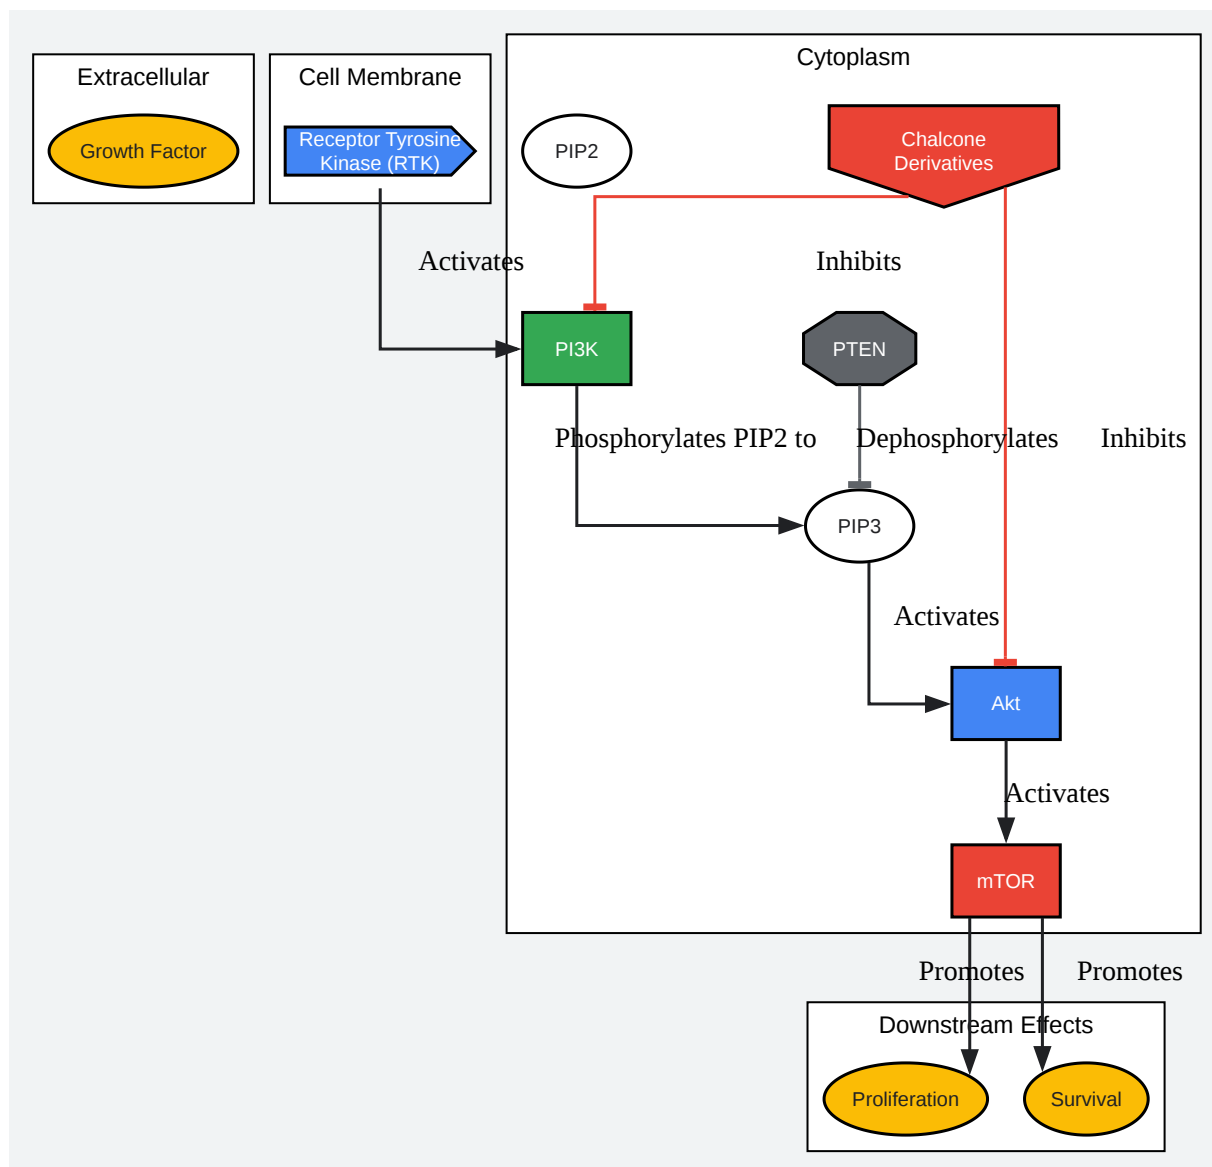 Extracellular
Cell Membrane
Cytoplasm
Growth Factor
Receptor Tyrosine
Kinase (RTK)
PIP2
Chalcone
Derivatives
Activates
Inhibits
PI3K
PTEN
Phosphorylates PIP2 to
Dephosphorylates
Inhibits
PIP3
Activates
Akt
Activates
mTOR
Promotes
Promotes
Downstream Effects
Proliferation
Survival